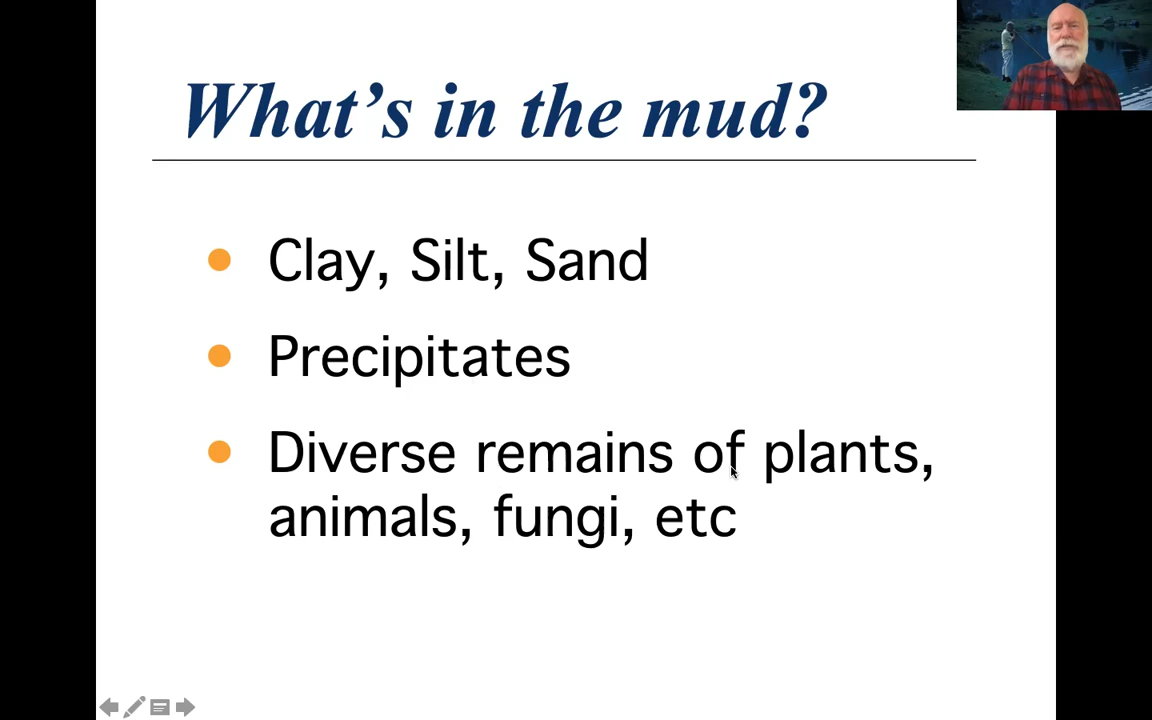 What's in the mud?
Clay, Silt, Sand
Precipitates
Diverse remains of plants,
animals, fungi, etc